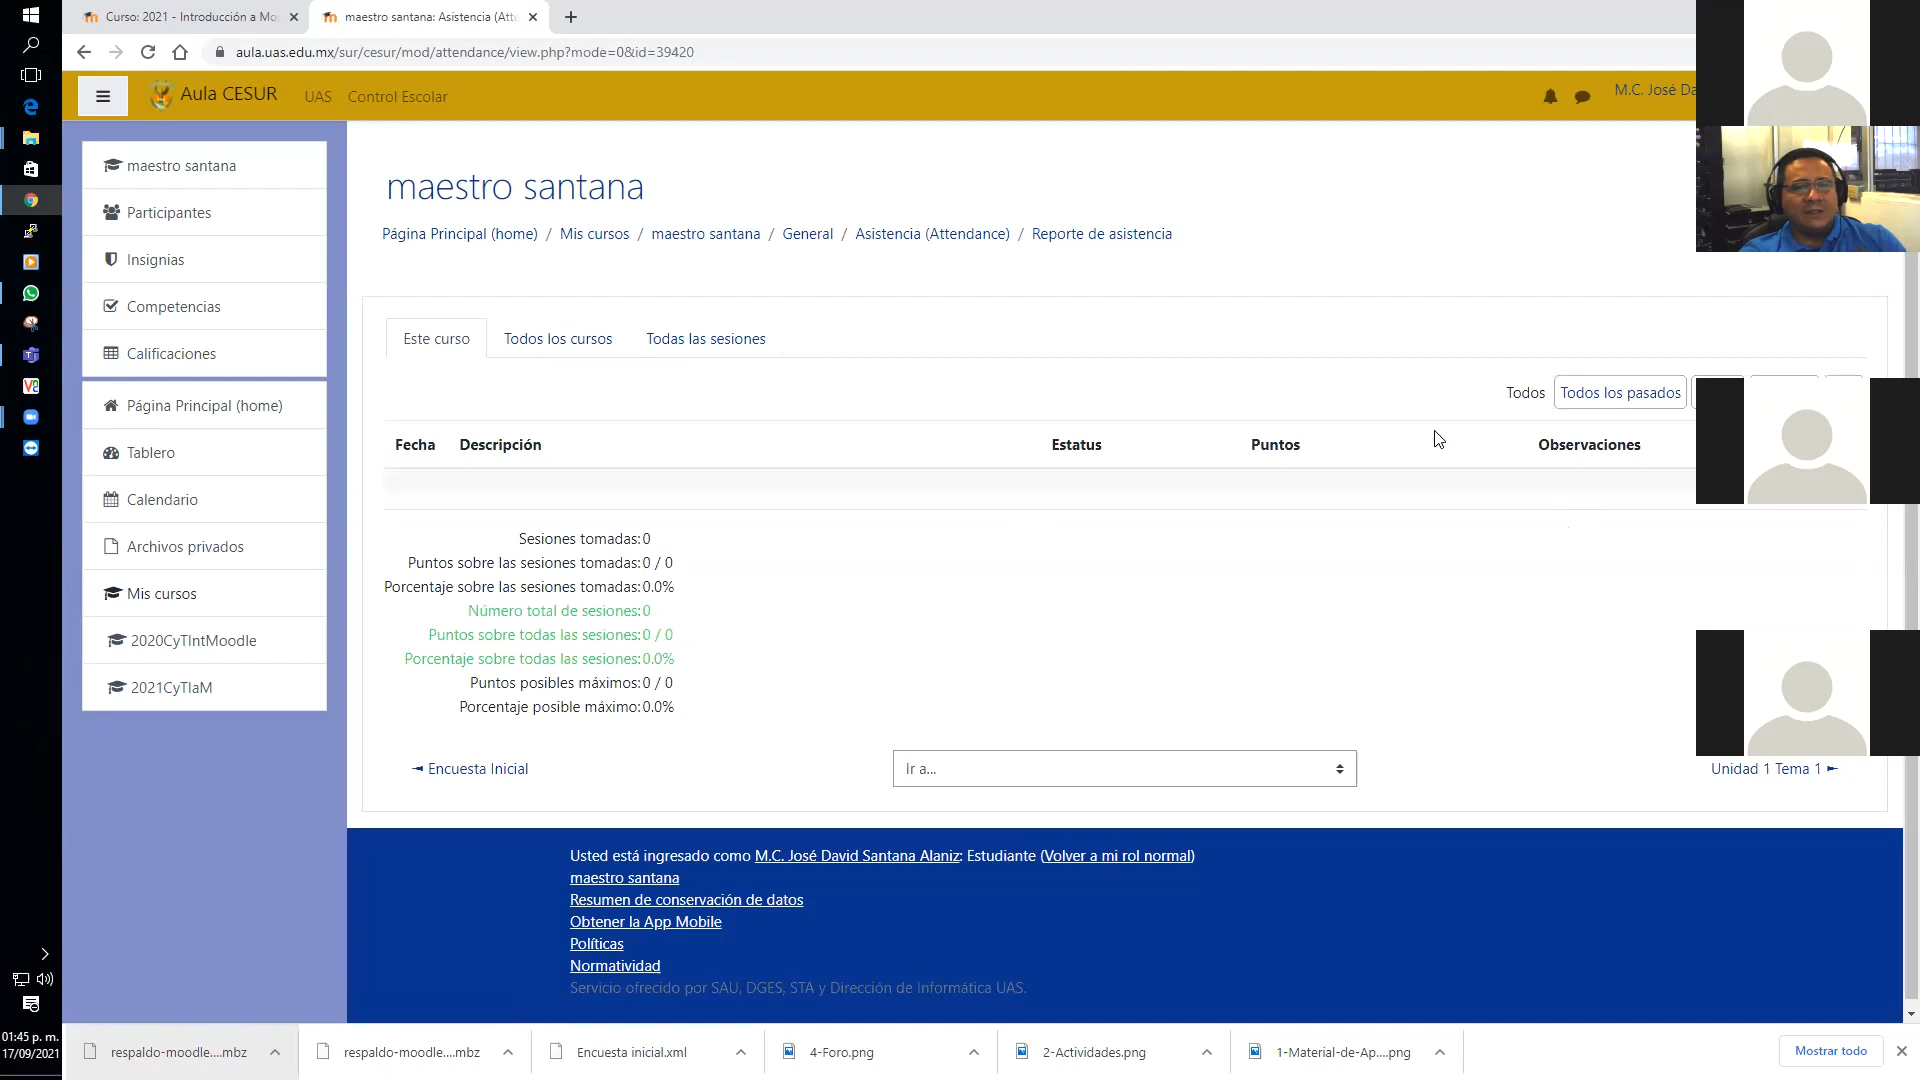 Curso: 2021 - Introducción a Mo
maestro santana: Asistencia (Att
aula.uas.edu.mx/sur/cesur/mod/attendance/view.php?mode=0&id=39420
Aula CESUR
UAS
Control Escolar
M.C. José Da
maestro santana
Participantes
Insignias
Competencias
Calificaciones
Página Principal (home)
Tablero
Calendario
Archivos privados
Mis cursos
2020CyTIntMoodle
2021CyTIaM
maestro santana
Página Principal (home) / Mis cursos / maestro santana / General / Asistencia (Attendance) / Reporte de asistencia
Este curso
Todos los cursos
Todas las sesiones
Todos
Todos los pasados
Fecha
Descripción
Estatus
Puntos
Observaciones
Sesiones tomadas: 0
Puntos sobre las sesiones tomadas: 0 / 0
Porcentaje sobre las sesiones tomadas: 0.0%
Número total de sesiones: 0
Puntos sobre todas las sesiones: 0 / 0
Porcentaje sobre todas las sesiones: 0.0%
Puntos posibles máximos: 0 / 0
Porcentaje posible máximo: 0.0%
◄ Encuesta Inicial
Ir a...
Unidad 1 Tema 1 ►
Usted está ingresado como M.C. José David Santana Alaniz: Estudiante (Volver a mi rol normal)
maestro santana
Resumen de conservación de datos
Obtener la App Mobile
Políticas
Normatividad
Servicio ofrecido por SAU, DGES, STA y Dirección de Informática UAS.
01:45 p. m.
17/09/2021
respaldo-moodle....mbz
respaldo-moodle....mbz
Encuesta inicial.xml
4-Foro.png
2-Actividades.png
1-Material-de-Ap....png
Mostrar todo